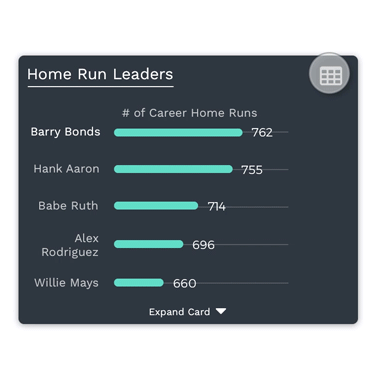 Home Run Leaders
# of Career Home Runs
Barry Bonds 762
Hank Aaron 755
Babe Ruth 714
Alex
Rodriguez 696
Willie Mays 660
Expand Card